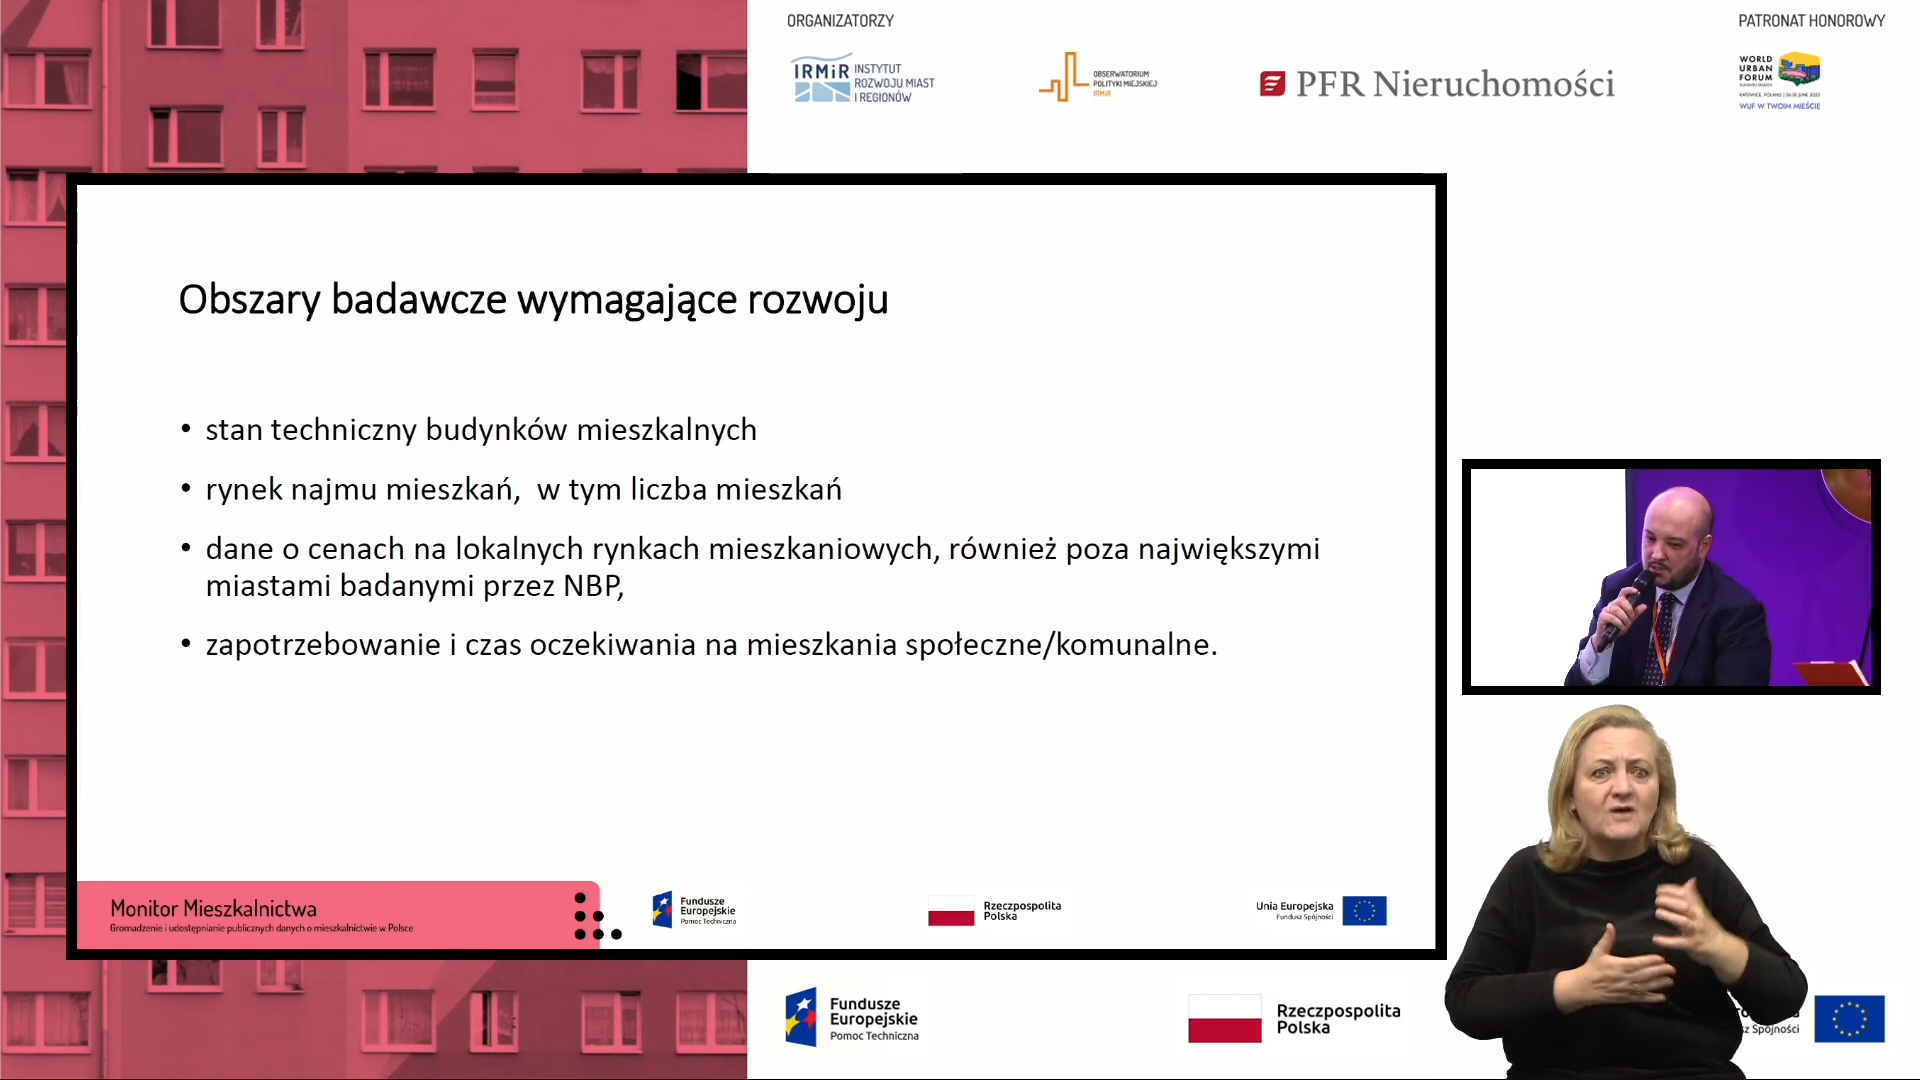 ORGANIZATORZY
PATRONAT HONOROWY
IRMiR INSTYTUT
ROZWOJU MIAST
I REGIONÓW
OBSERWATORIUM
POLITYKI MIEJSKIEJ
IRMiR
PFR Nieruchomości
WORLD
URBAN
FORUM
WUF W TWOIM MIEŚCIE
Obszary badawcze wymagające rozwoju
• stan techniczny budynków mieszkalnych
• rynek najmu mieszkań, w tym liczba mieszkań
• dane o cenach na lokalnych rynkach mieszkaniowych, również poza największymi
miastami badanymi przez NBP,
• zapotrzebowanie i czas oczekiwania na mieszkania społeczne/komunalne.
Monitor Mieszkalnictwa
Gromadzenie i udostępnianie publicznych danych o mieszkalnictwie w Polsce
Fundusze
Europejskie
Pomoc Techniczna
Rzeczpospolita
Polska
Unia Europejska
Fundusz Spójności
Fundusze
Europejskie
Pomoc Techniczna
Rzeczpospolita
Polska
Spójności